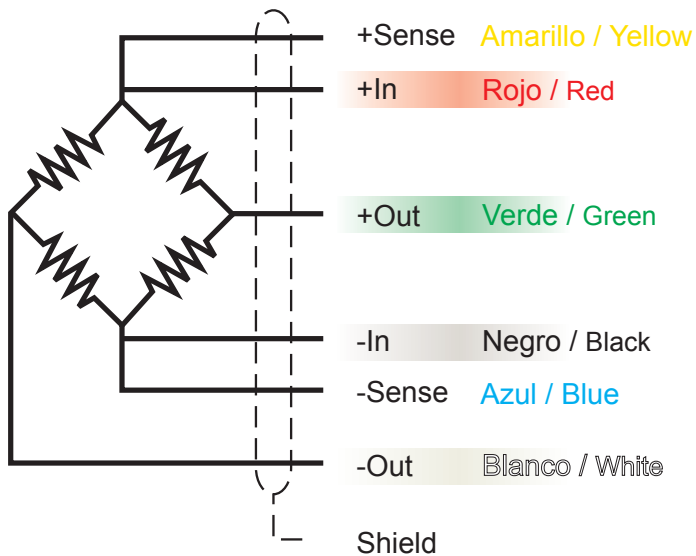 +Sense Amarillo / Yellow
+In Rojo / Red
+Out Verde / Green
-In Negro / Black
-Sense Azul / Blue
-Out Blanco / White
Shield